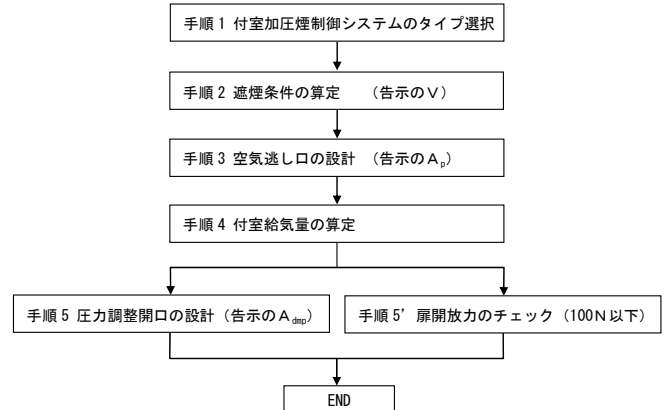 手順1 付室加圧煙制御システムのタイプ選択
手順2 遮煙条件の算定 （告示のV）
手順3 空気逃し口の設計 （告示のAp）
手順4 付室給気量の算定
手順5 圧力調整開口の設計（告示のAdmp）
手順5’ 扉開放力のチェック（100N以下）
END